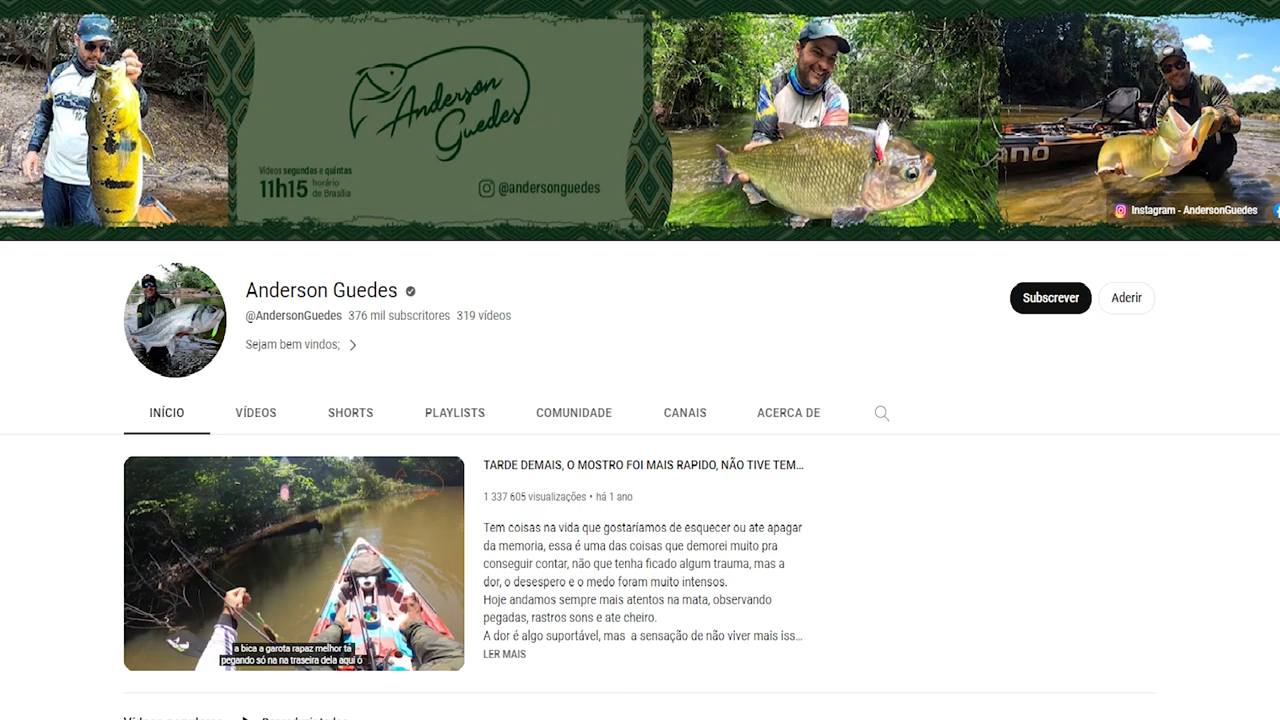 Anderson
Guedes
Vídeos segundas e quintas
11h15 horário de Brasília
@andersonguedes
Instagram - AndersonGuedes
Anderson Guedes
@AndersonGuedes 376 mil subscritores 319 vídeos
Sejam bem vindos;
Subscrever
Aderir
INÍCIO VÍDEOS SHORTS PLAYLISTS COMUNIDADE CANAIS ACERCA DE
a bica a garota rapaz melhor tá
pegando só na na traseira dela aqui ó
TARDE DEMAIS, O MOSTRO FOI MAIS RAPIDO, NÃO TIVE TEM...
1 337 605 visualizações • há 1 ano
Tem coisas na vida que gostaríamos de esquecer ou ate apagar
da memoria, essa é uma das coisas que demorei muito pra
conseguir contar, não que tenha ficado algum trauma, mas a
dor, o desespero e o medo foram muito intensos.
Hoje andamos sempre mais atentos na mata, observando
pegadas, rastros sons e ate cheiro.
A dor é algo suportável, mas a sensação de não viver mais iss...
LER MAIS